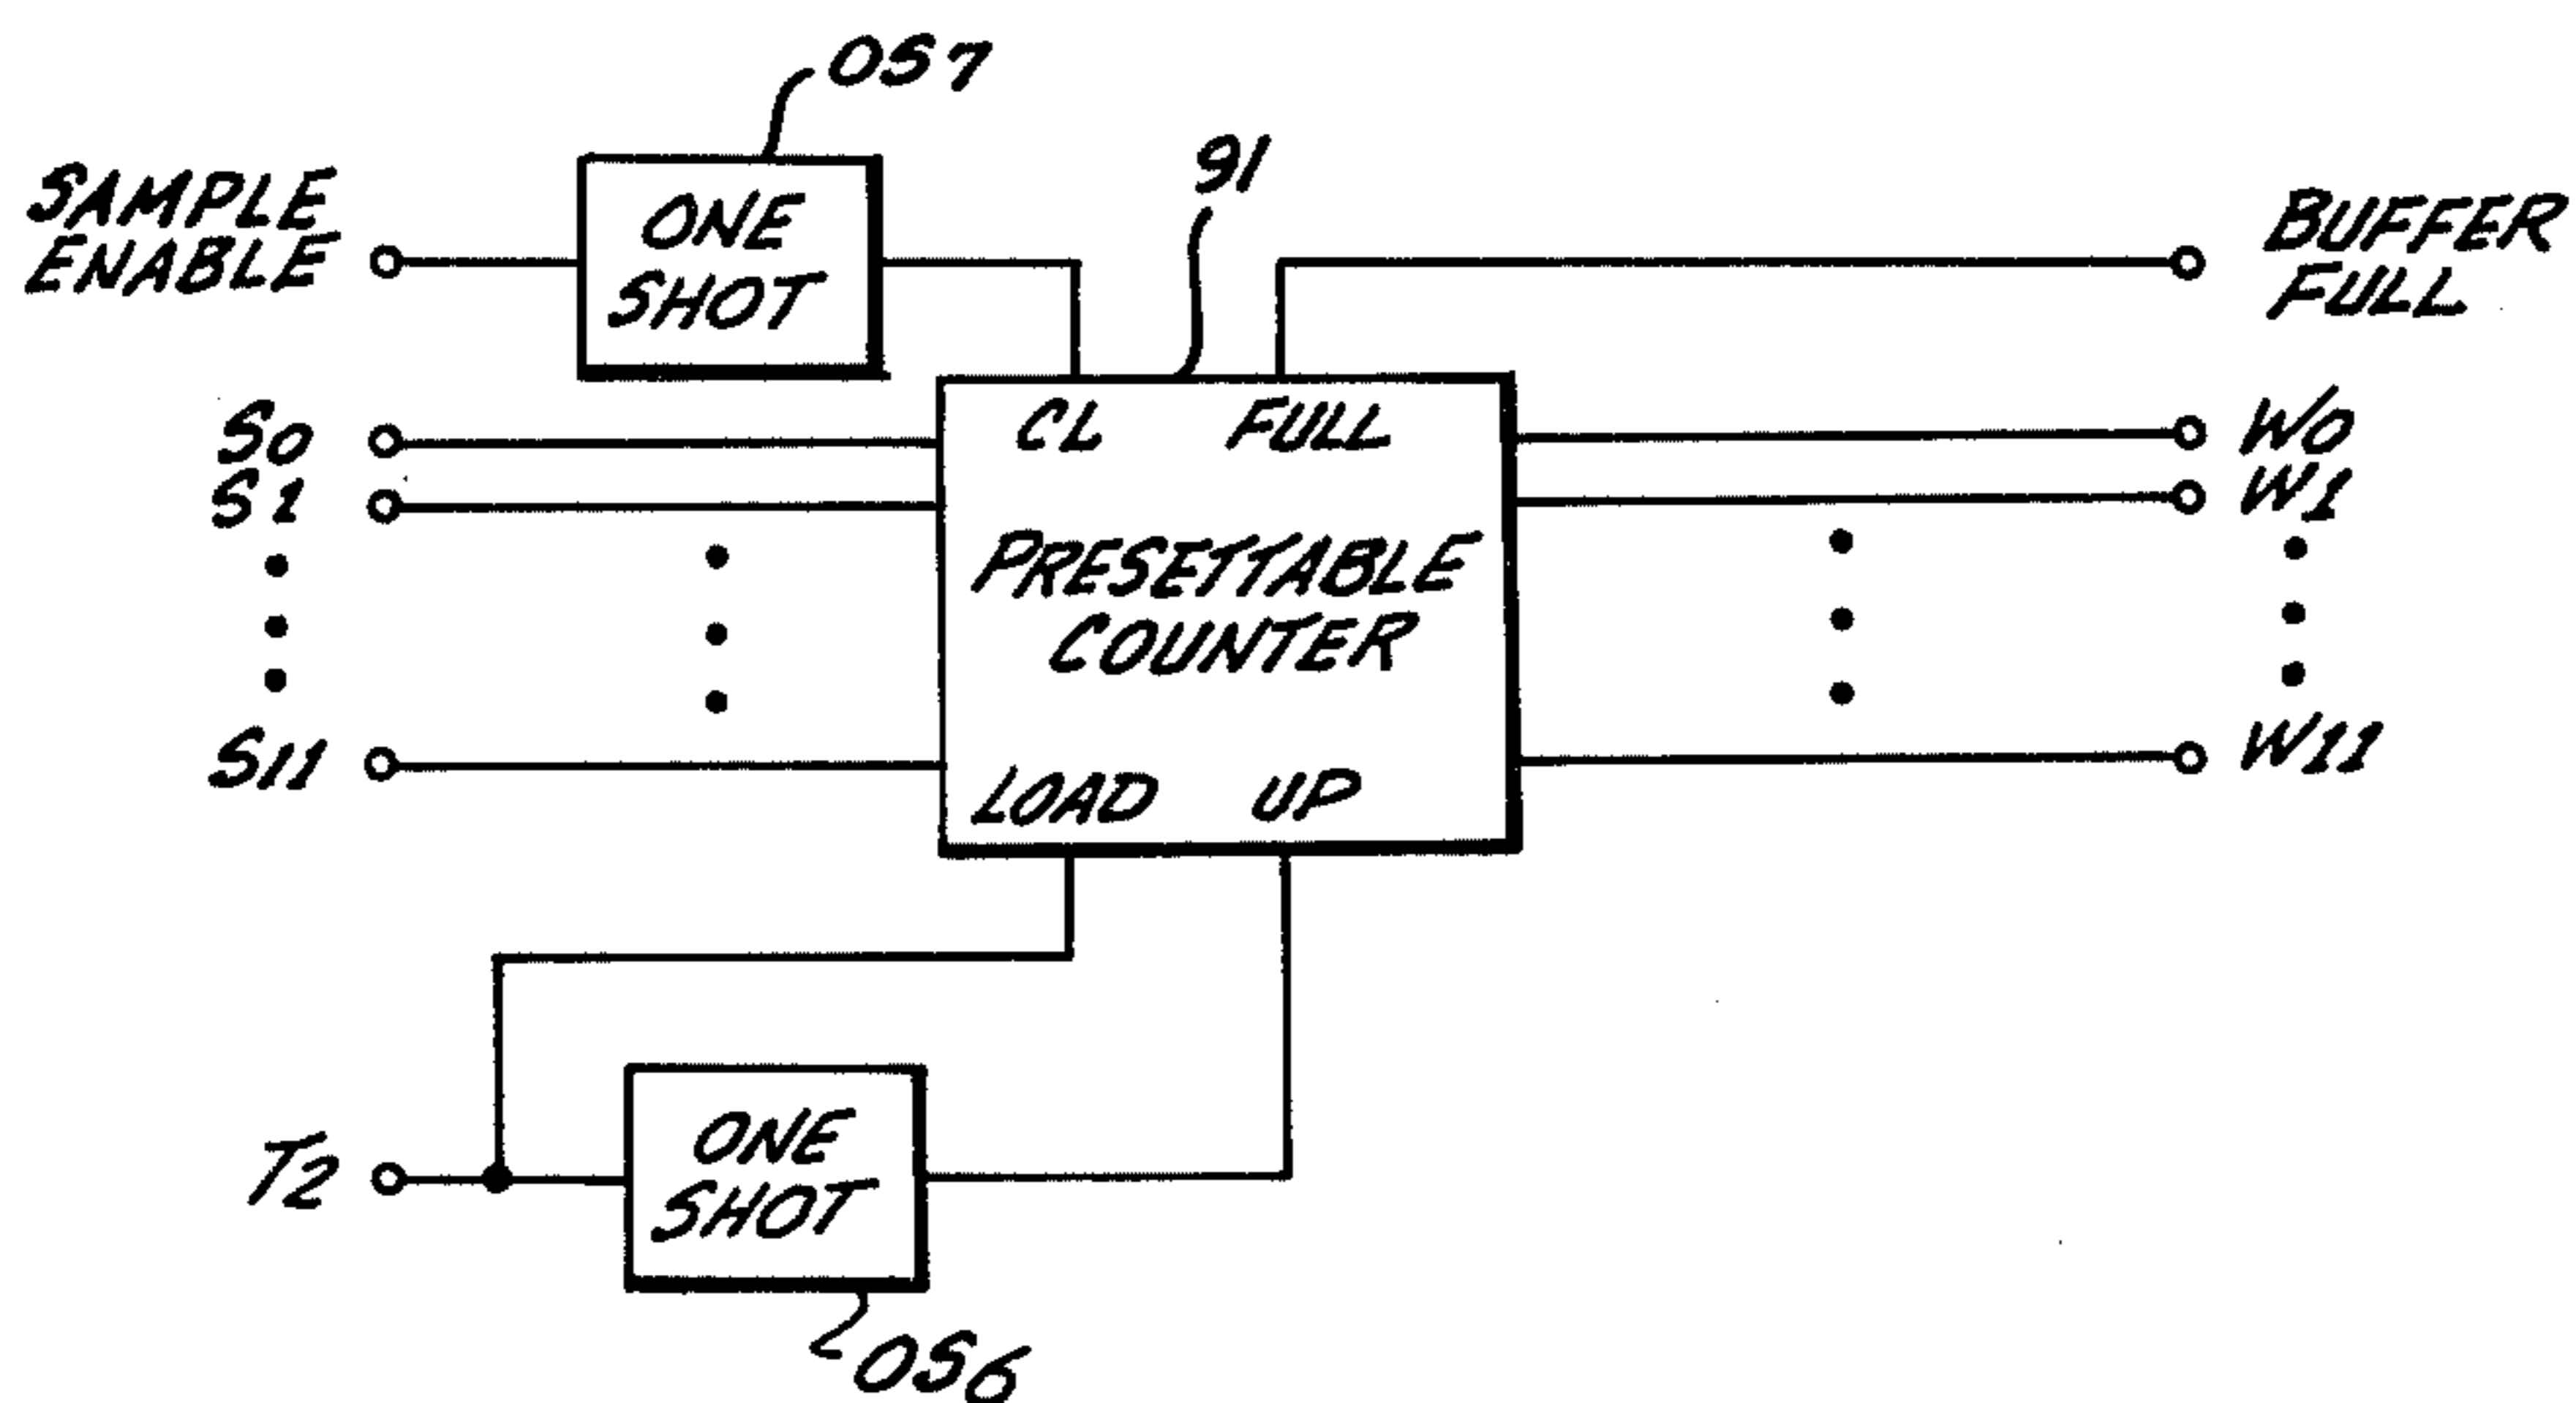 OS7
SAMPLE
ENABLE
ONE
SHOT
91
BUFFER
FULL
S0
S1
S11
CL FULL
PRESETTABLE
COUNTER
LOAD UP
W0
W1
W11
T2
ONE
SHOT
OS6